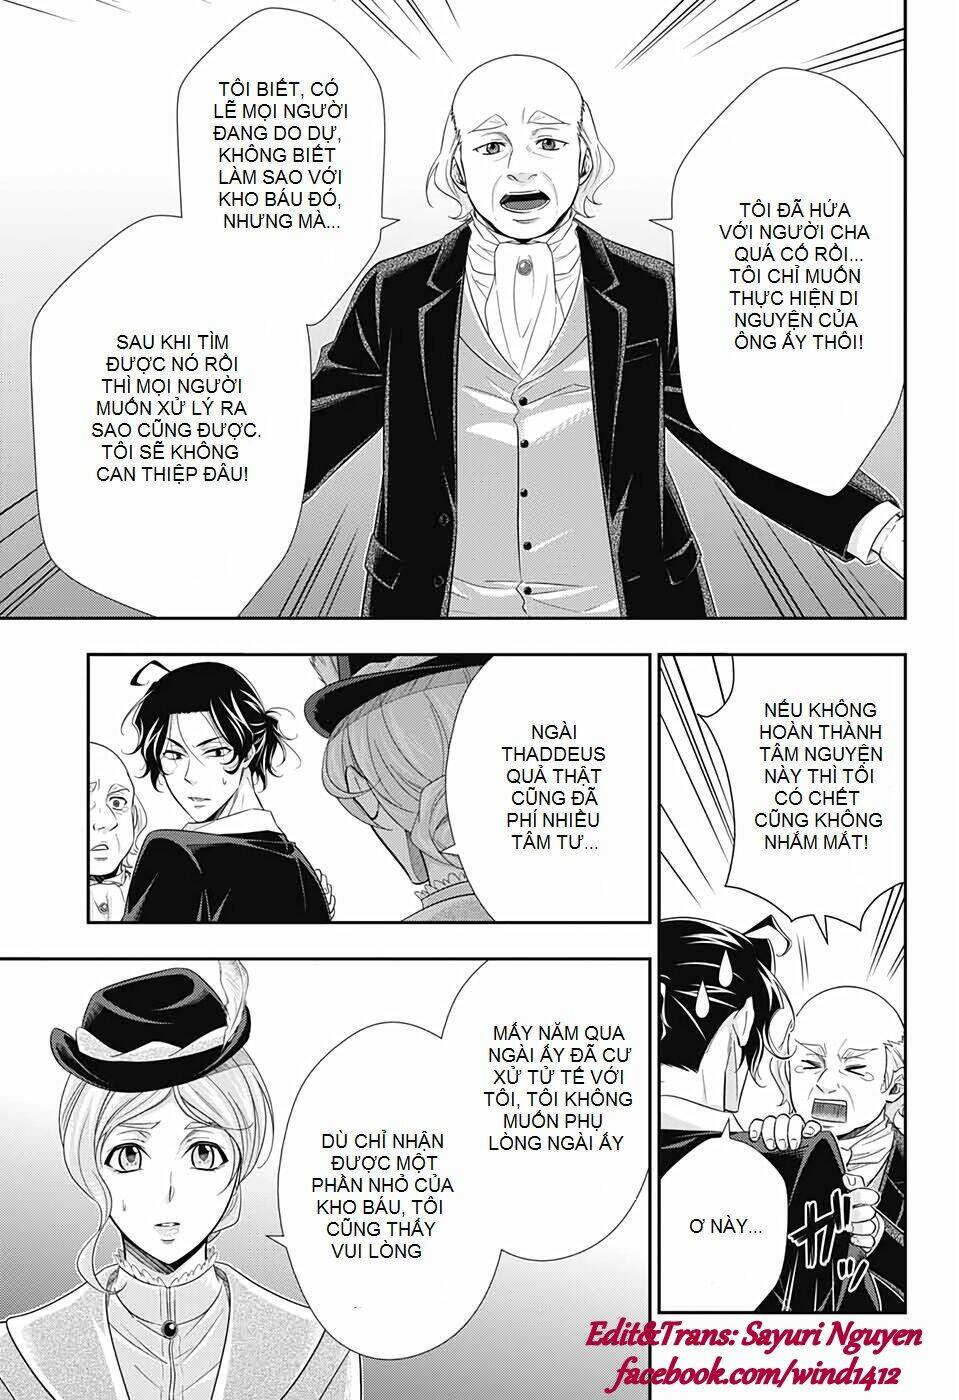 TÔI ĐÃ HỨA
VỚI NGƯỜI CHA
QUÁ CỐ RỒI...
TÔI CHỈ MUỐN
THỰC HIỆN DI
NGUYỆN CỦA
ÔNG ẤY THÔI!
TÔI BIẾT, CÓ
LẼ MỌI NGƯỜI
ĐANG DO DỰ,
KHÔNG BIẾT
LÀM SAO VỚI
KHO BÁU ĐÓ,
NHƯNG MÀ...
SAU KHI TÌM
ĐƯỢC NÓ RỒI
THÌ MỌI NGƯỜI
MUỐN XỬ LÝ RA
SAO CŨNG ĐƯỢC.
TÔI SẼ KHÔNG
CAN THIỆP ĐÂU!
NẾU KHÔNG
HOÀN THÀNH
TÂM NGUYỆN
NÀY THÌ TÔI
CÓ CHẾT
CŨNG KHÔNG
NHẮM MẮT!
Ơ NÀY...
ガガッ
NGÀI
THADDEUS
QUẢ THẬT
CŨNG ĐÃ
PHÍ NHIỀU
TÂM TƯ...
MẤY NĂM QUA
NGÀI ẤY ĐÃ CƯ
XỬ TỬ TẾ VỚI
TÔI, TÔI KHÔNG
MUỐN PHỤ
LÒNG NGÀI ẤY
DÙ CHỈ NHẬN
ĐƯỢC MỘT
PHẦN NHỎ CỦA
KHO BÁU, TÔI
CŨNG THẤY
VUI LÒNG
Edit&Trans: Sayuri Nguyen
facebook.com/wind1412